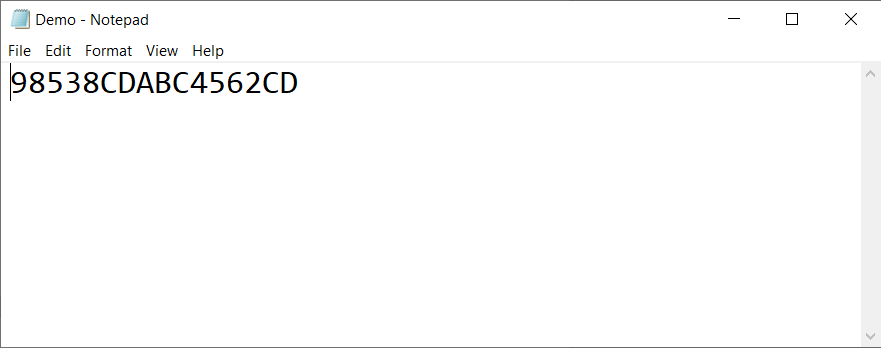 Demo - Notepad
File Edit Format View Help
98538CDABC4562CD